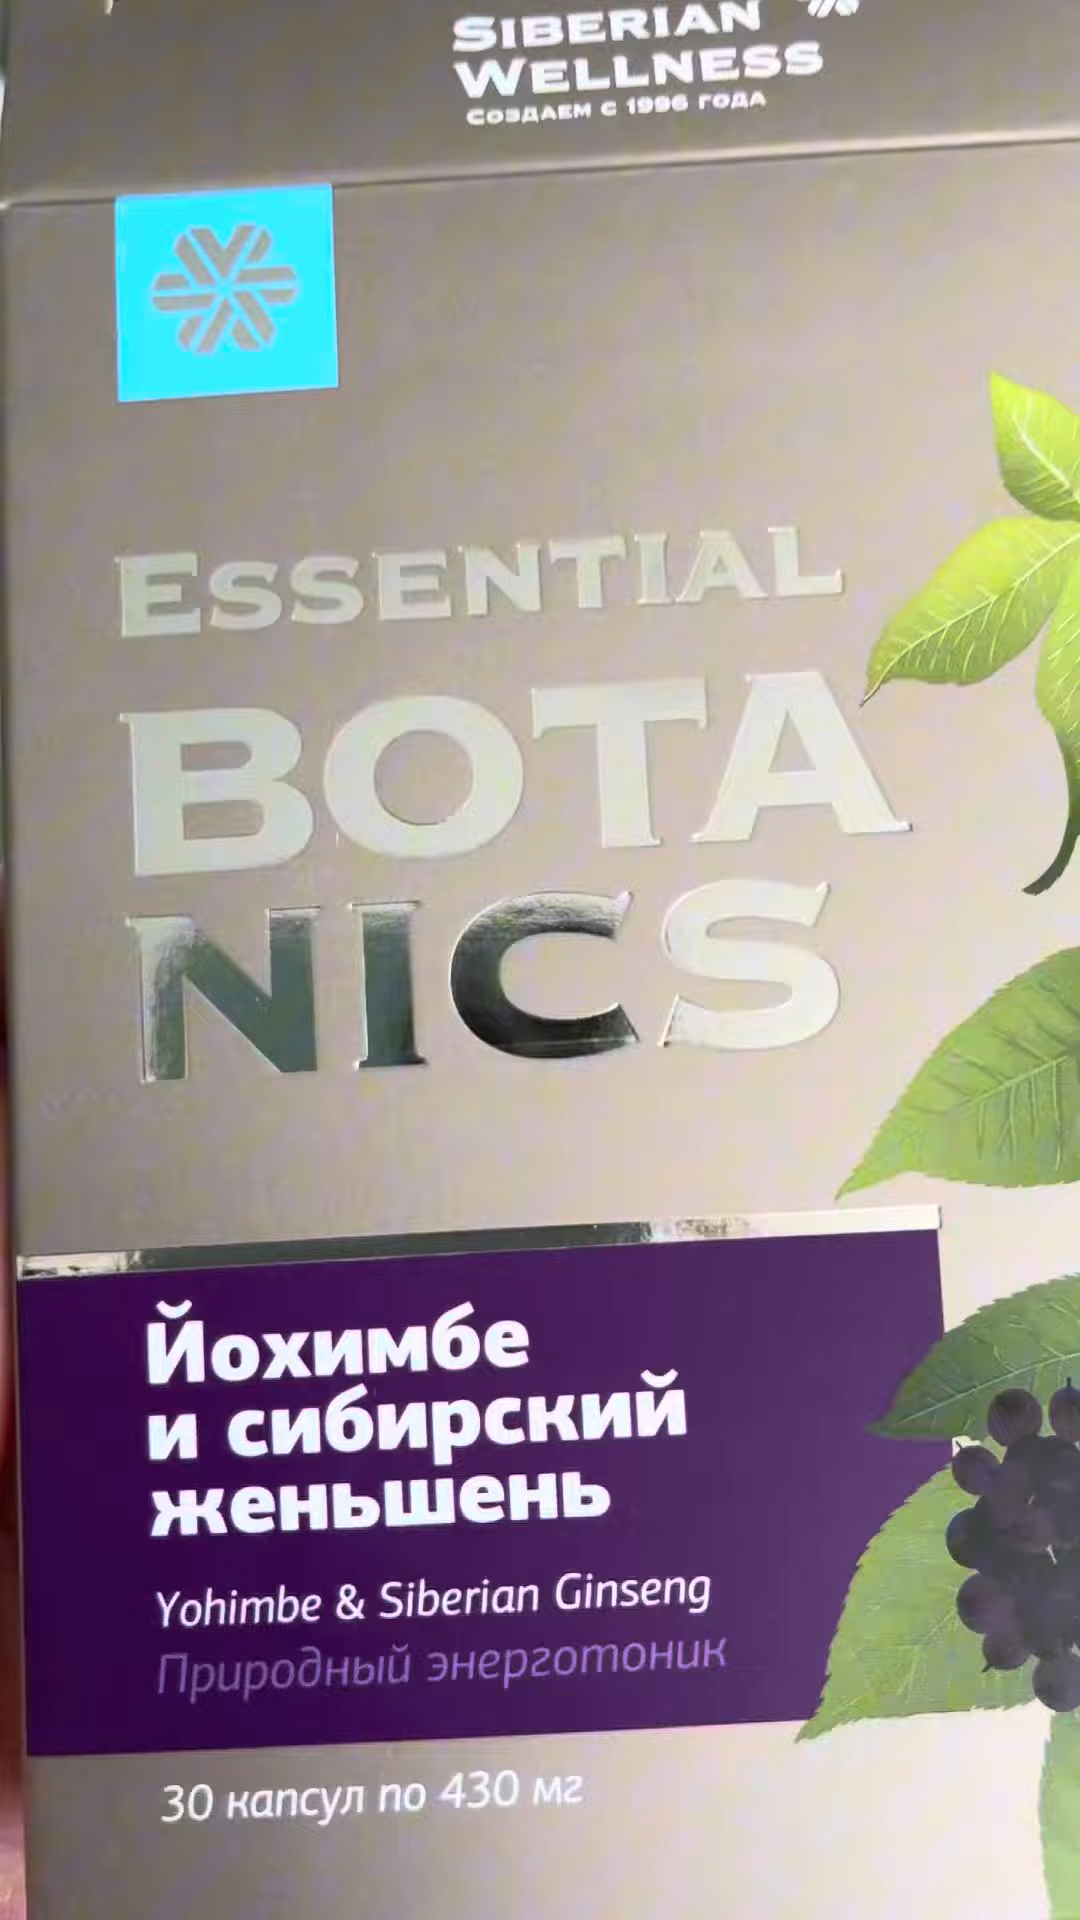 SIBERIAN
WELLNESS
СОЗДАЕМ С 1996 ГОДА
ESSENTIAL
BOTA
NICS
Йохимбе
и сибирский
женьшень
Yohimbe & Siberian Ginseng
Природный энерготоник
30 капсул по 430 мг